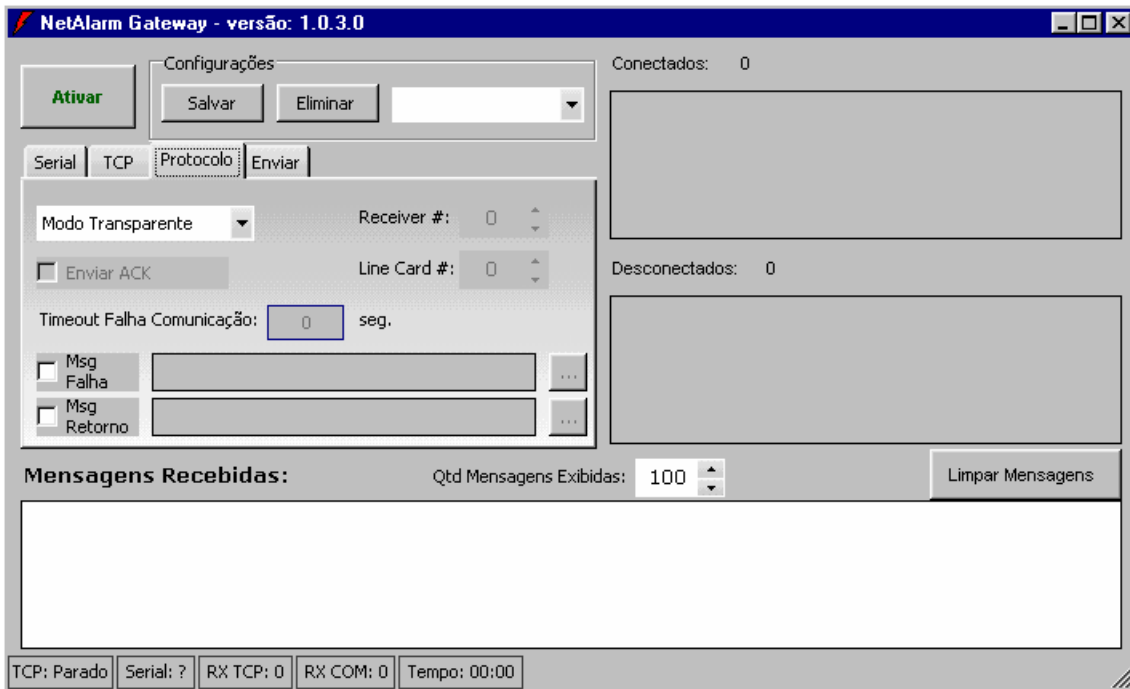 NetAlarm Gateway - versão: 1.0.3.0
Ativar
Configurações
Salvar
Eliminar
Conectados: 0
Serial
TCP
Protocolo
Enviar
Modo Transparente
Receiver #: 0
Enviar ACK
Line Card #: 0
Timeout Falha Comunicação: 0 seg.
Msg
Falha
...
Msg
Retorno
...
Desconectados: 0
Mensagens Recebidas:
Qtd Mensagens Exibidas: 100
Limpar Mensagens
TCP: Parado
Serial: ?
RX TCP: 0
RX COM: 0
Tempo: 00:00